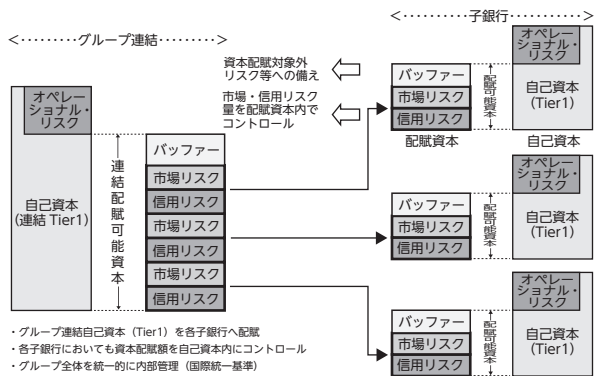 <‥‥‥‥‥グループ連結‥‥‥‥‥>
オペレー
ショナル・
リスク
自己資本
(連結 Tier1)
連結配賦可能資本
バッファー
市場リスク
信用リスク
市場リスク
信用リスク
市場リスク
信用リスク
資本配賦対象外
リスク等への備え
市場・信用リスク
量を配賦資本内で
コントロール
<‥‥‥‥‥‥子銀行‥‥‥‥‥‥>
バッファー
市場リスク
信用リスク
配賦資本
配賦可能資本
オペレー
ショナル・
リスク
自己資本
(Tier1)
自己資本
バッファー
市場リスク
信用リスク
配賦可能資本
オペレー
ショナル・
リスク
自己資本
(Tier1)
バッファー
市場リスク
信用リスク
配賦可能資本
オペレー
ショナル・
リスク
自己資本
(Tier1)
・グループ連結自己資本（Tier1）を各子銀行へ配賦
・各子銀行においても資本配賦額を自己資本内にコントロール
・グループ全体を統一的に内部管理（国際統一基準）